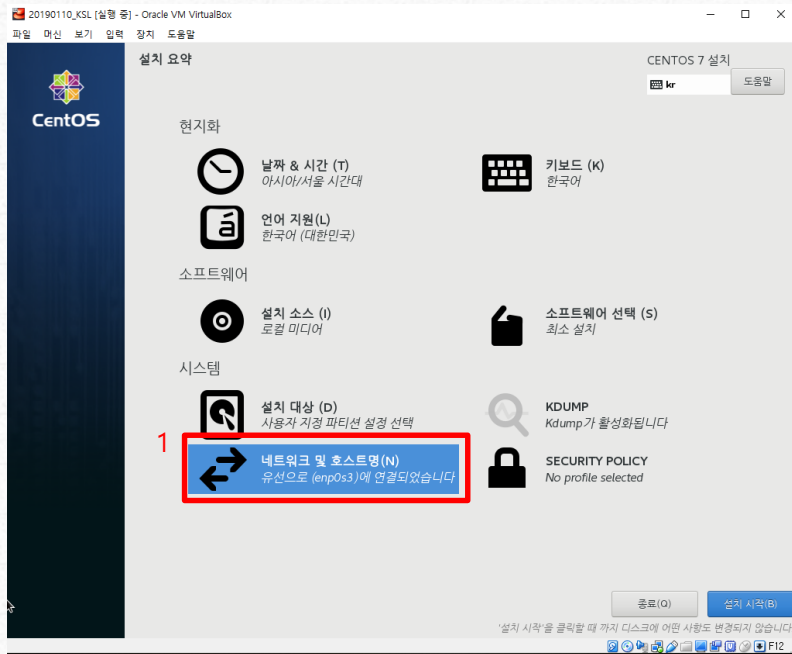 20190110_KSL [실행 중] - Oracle VM VirtualBox
파일 머신 보기 입력 장치 도움말
설치 요약
CENTOS 7 설치
kr
도움말
CentOS
현지화
날짜 & 시간 (T)
아시아/서울 시간대
키보드 (K)
한국어
언어 지원(L)
한국어 (대한민국)
소프트웨어
설치 소스 (I)
로컬 미디어
소프트웨어 선택 (S)
최소 설치
시스템
설치 대상 (D)
사용자 지정 파티션 설정 선택
KDUMP
Kdump가 활성화됩니다
1
네트워크 및 호스트명(N)
유선으로 (enp0s3)에 연결되었습니다
SECURITY POLICY
No profile selected
종료(Q)
설치 시작(B)
'설치 시작'을 클릭할 때 까지 디스크에 어떤 사항도 변경되지 않습니다
F12